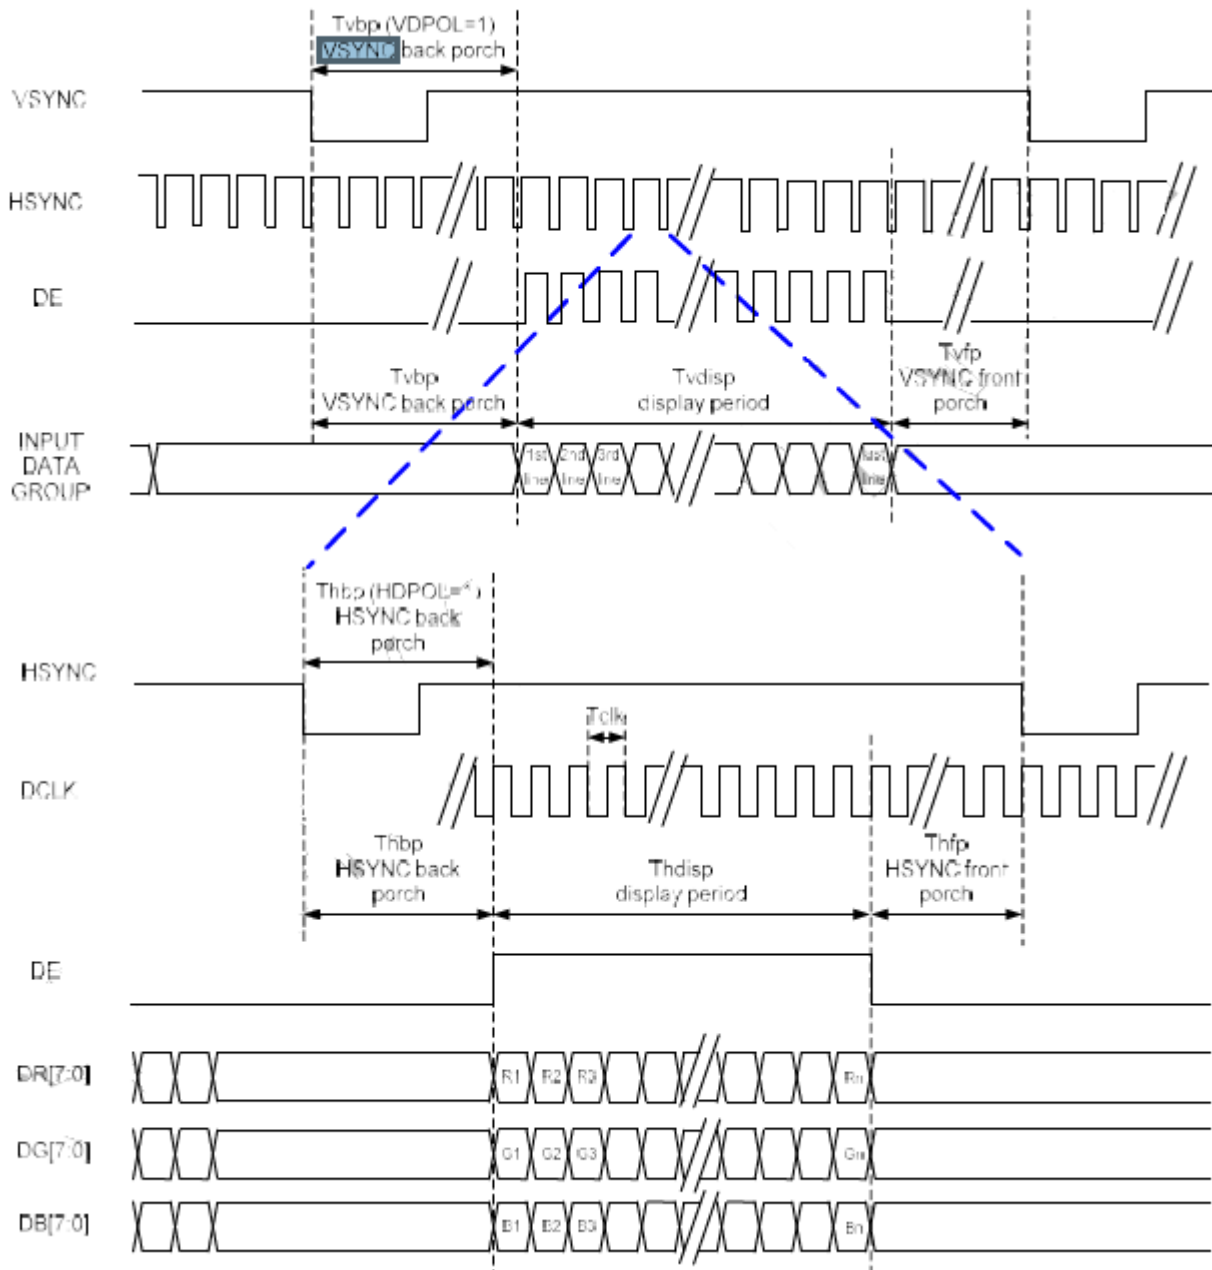 Tvbp (VDPOL=1)
VSYNC back porch
VSYNC
HSYNC
DE
Tvbp
VSYNC back porch
Tvdisp
display period
Tvfp
VSYNC front
porch
INPUT
DATA
GROUP
1st
line
2nd
line
3rd
line
last
line
Thbp (HDPOL=1)
HSYNC back
porch
HSYNC
Tclk
DCLK
Thbp
HSYNC back
porch
Thdisp
display period
Thfp
HSYNC front
porch
DE
DR[7:0]
R1 R2 R3 Rn
DG[7:0]
G1 G2 G3 Gn
DB[7:0]
B1 B2 B3 Bn